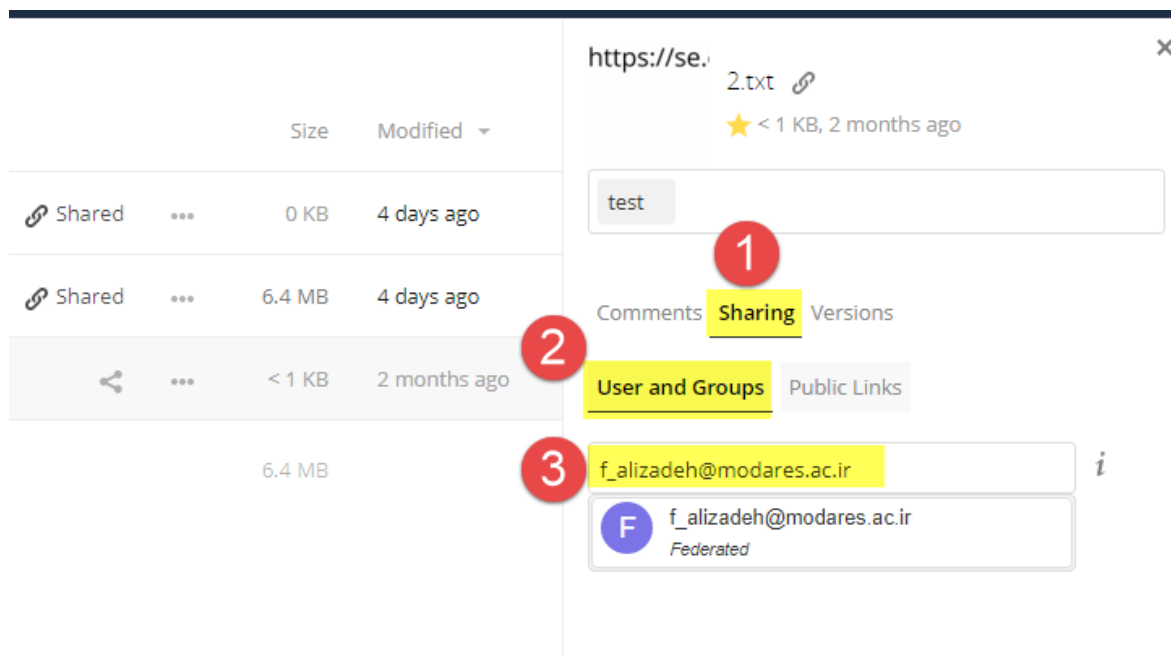 https://se.
2.txt
< 1 KB, 2 months ago
Size Modified
test
Shared ••• 0 KB 4 days ago
1
Shared ••• 6.4 MB 4 days ago
Comments Sharing Versions
2
••• < 1 KB 2 months ago
User and Groups Public Links
6.4 MB
3
f_alizadeh@modares.ac.ir
i
F
f_alizadeh@modares.ac.ir
Federated